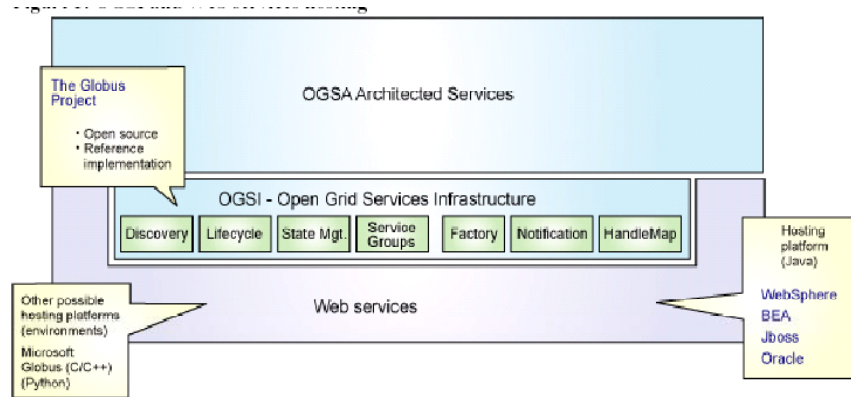 The Globus
Project
• Open source
• Reference
implementation
OGSA Architected Services
OGSI - Open Grid Services Infrastructure
Discovery
Lifecycle
State Mgt.
Service
Groups
Factory
Notification
HandleMap
Web services
Other possible
hosting platforms
(environments)
Microsoft
Globus (C/C++)
(Python)
Hosting
platform
(Java)
WebSphere
BEA
Jboss
Oracle